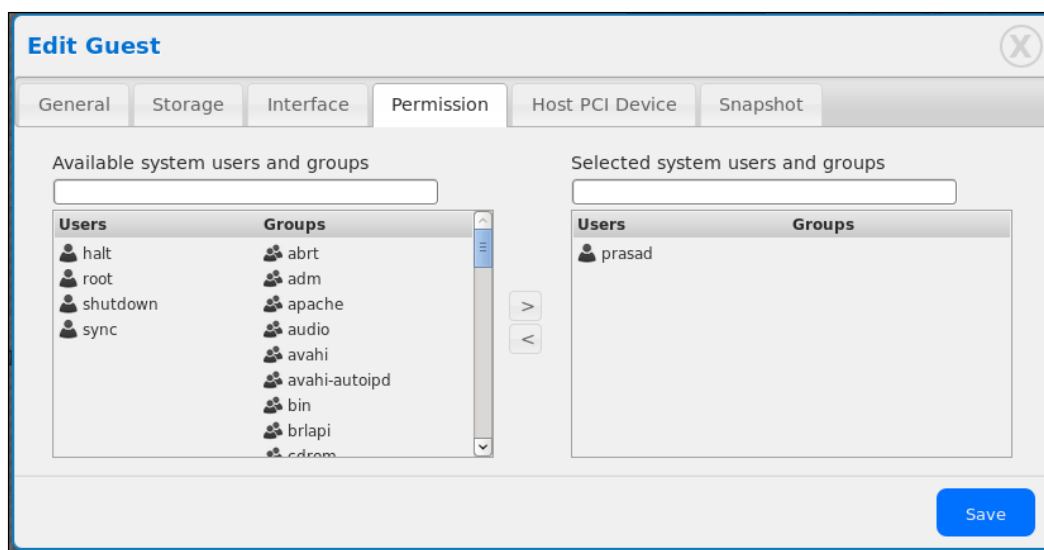 Edit Guest
X
General Storage Interface Permission Host PCI Device Snapshot
Available system users and groups
Users Groups
halt abrt
root adm
shutdown apache
sync audio
avahi
avahi-autoipd
bin
brlapi
cdrom
>
<
Selected system users and groups
Users Groups
prasad
Save